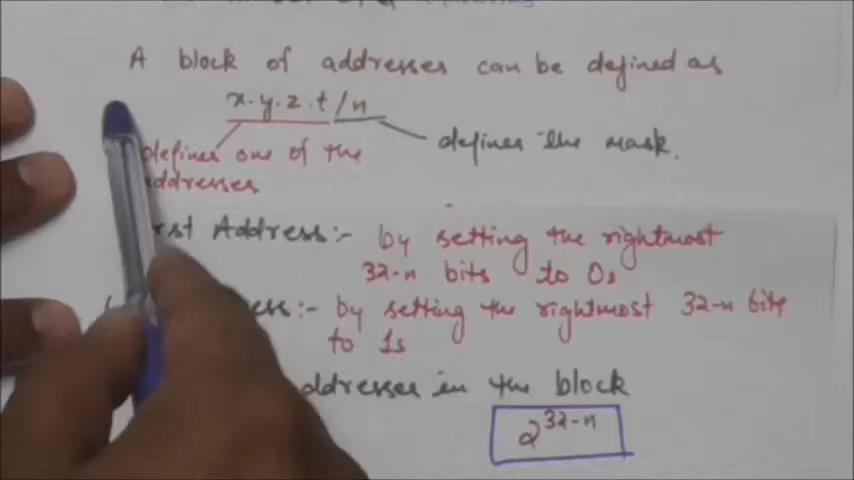 A block of addresses can be defined as
x.y.z.t/n
defines one of the defines the mask.
addresses
Address:- by setting the rightmost
32-n bits to 0s
:- by setting the rightmost 32-n bits
to 1s
addresses in the block
2^32-n